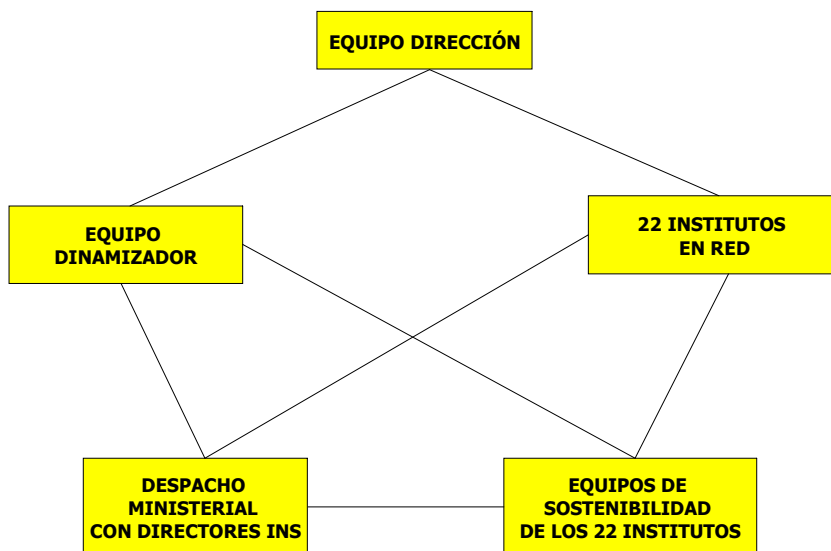 EQUIPO DIRECCIÓN
EQUIPO
DINAMIZADOR
22 INSTITUTOS
EN RED
DESPACHO
MINISTERIAL
CON DIRECTORES INS
EQUIPOS DE
SOSTENIBILIDAD
DE LOS 22 INSTITUTOS